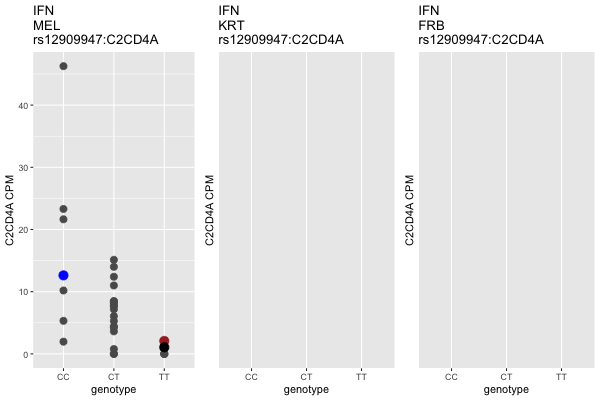 IFN
MEL
rs12909947:C2CD4A
IFN
KRT
rs12909947:C2CD4A
IFN
FRB
rs12909947:C2CD4A
C2CD4A CPM
40
30
20
10
0
CC CT TT
genotype
C2CD4A CPM
CC CT TT
genotype
C2CD4A CPM
CC CT TT
genotype